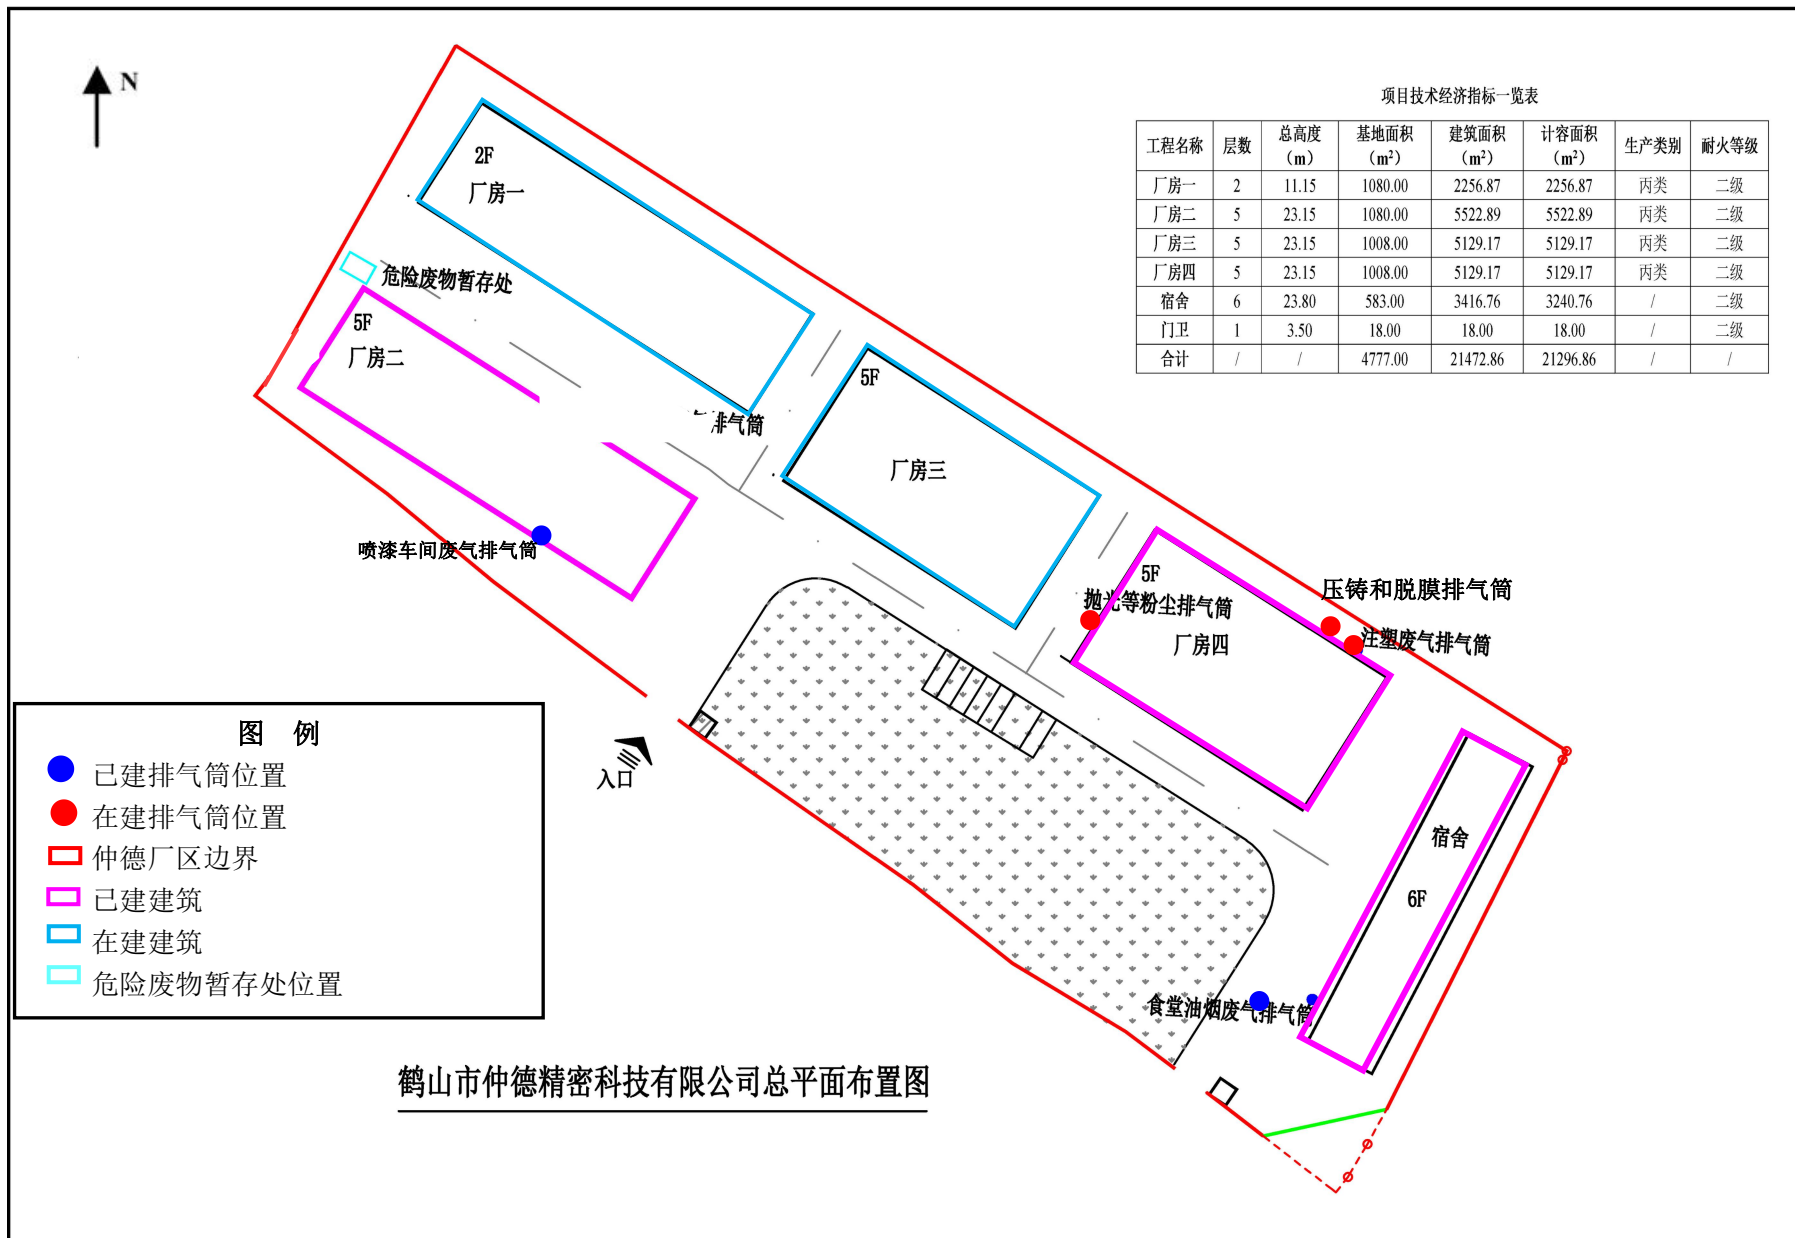 N
项目技术经济指标一览表
工程名称 层数 总高度（m） 基地面积（m²） 建筑面积（m²） 计容面积（m²） 生产类别 耐火等级
厂房一 2 11.15 1080.00 2256.87 2256.87 丙类 二级
厂房二 5 23.15 1080.00 5522.89 5522.89 丙类 二级
厂房三 5 23.15 1008.00 5129.17 5129.17 丙类 二级
厂房四 5 23.15 1008.00 5129.17 5129.17 丙类 二级
宿舍 6 23.80 583.00 3416.76 3240.76 / 二级
门卫 1 3.50 18.00 18.00 18.00 / 二级
合计 / / 4777.00 21472.86 21296.86 / /
2F
厂房一
危险废物暂存处
5F
厂房二
排气筒
5F
厂房三
喷漆车间废气排气筒
5F
抛光等粉尘排气筒
厂房四
压铸和脱膜排气筒
注塑废气排气筒
入口
宿舍
6F
食堂油烟废气排气筒
图 例
已建排气筒位置
在建排气筒位置
仲德厂区边界
已建建筑
在建建筑
危险废物暂存处位置
鹤山市仲德精密科技有限公司总平面布置图